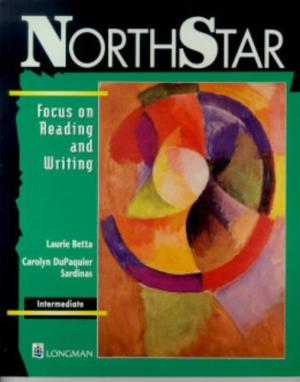 NORTHSTAR
Focus on
Reading
and
Writing
Laurie Betta
Carolyn DuPaquier
Sardinas
Intermediate
LONGMAN